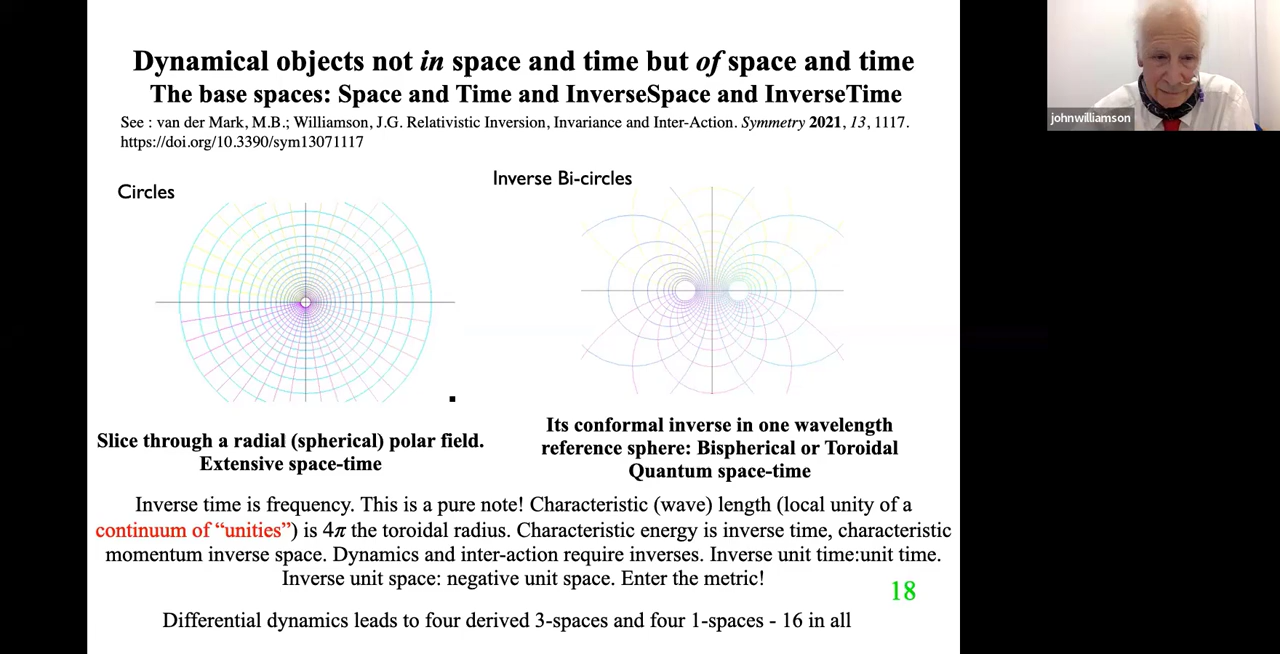 Dynamical objects not in space and time but of space and time
The base spaces: Space and Time and InverseSpace and InverseTime
See : van der Mark, M.B.; Williamson, J.G. Relativistic Inversion, Invariance and Inter-Action. Symmetry 2021, 13, 1117.
https://doi.org/10.3390/sym13071117
johnwilliamson
Circles
Inverse Bi-circles
Slice through a radial (spherical) polar field.
Extensive space-time
Its conformal inverse in one wavelength
reference sphere: Bispherical or Toroidal
Quantum space-time
Inverse time is frequency. This is a pure note! Characteristic (wave) length (local unity of a
continuum of “unities”) is 4π the toroidal radius. Characteristic energy is inverse time, characteristic
momentum inverse space. Dynamics and inter-action require inverses. Inverse unit time:unit time.
Inverse unit space: negative unit space. Enter the metric!
18
Differential dynamics leads to four derived 3-spaces and four 1-spaces - 16 in all